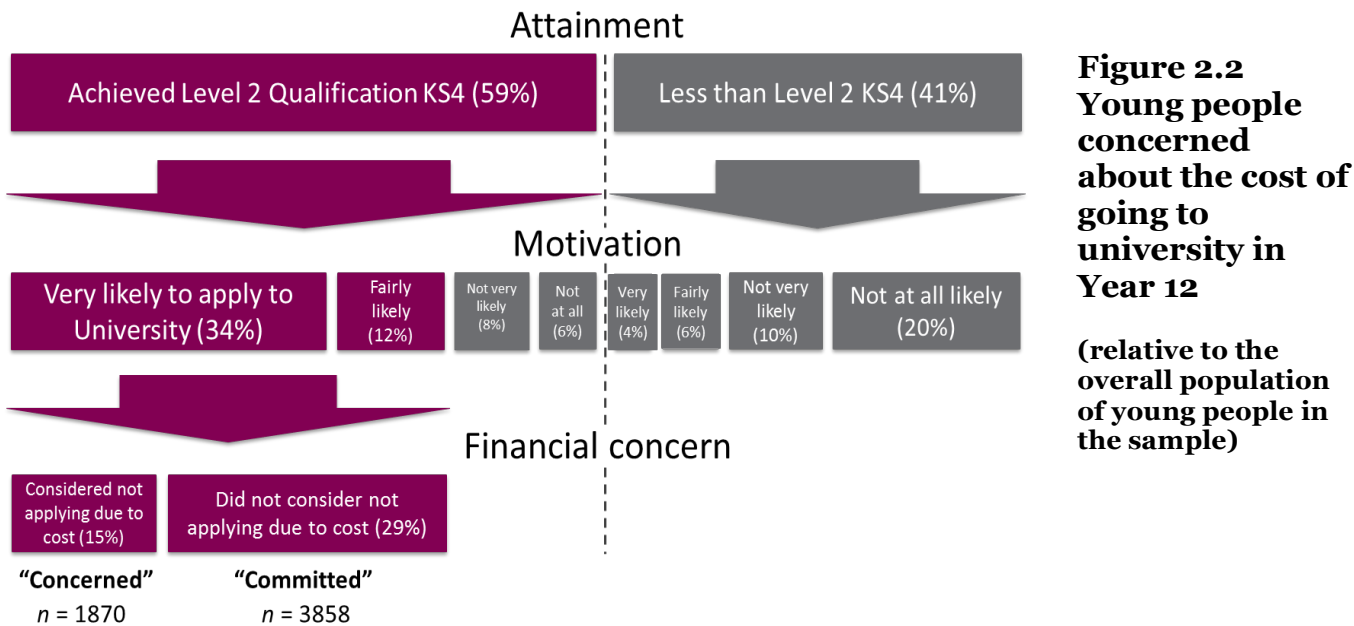 Attainment
Achieved Level 2 Qualification KS4 (59%)
Less than Level 2 KS4 (41%)
Motivation
Very likely to apply to
University (34%)
Fairly
likely
(12%)
Not very
likely
(8%)
Not
at all
(6%)
Very
likely
(4%)
Fairly
likely
(6%)
Not very
likely
(10%)
Not at all likely
(20%)
Financial concern
Considered not
applying due to
cost (15%)
Did not consider not
applying due to cost (29%)
“Concerned”
n = 1870
“Committed”
n = 3858
Figure 2.2
Young people
concerned
about the cost of
going to
university in
Year 12
(relative to the
overall population
of young people in
the sample)